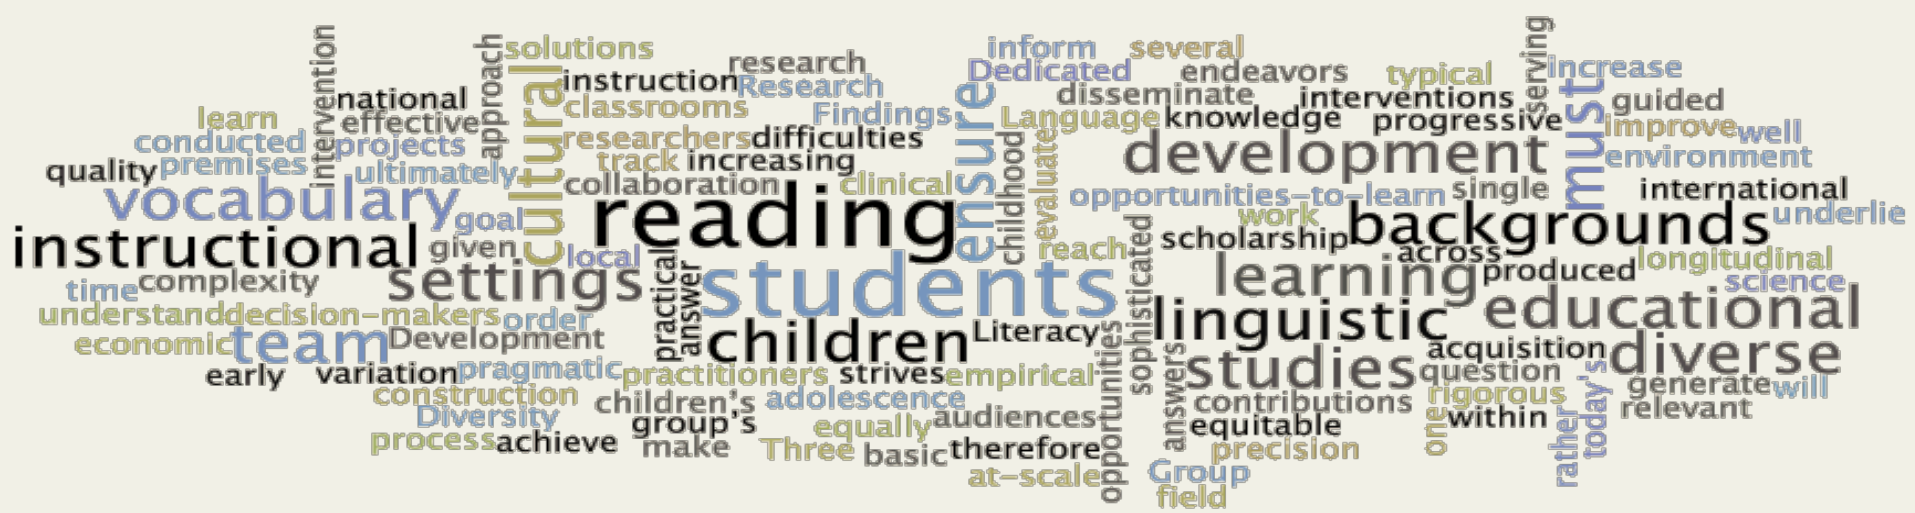 solutions
inform
several
intervention
approach
research
serving
instruction
Research
Dedicated
endeavors
typical
increase
national
cultural
classrooms
Findings
ensure
disseminate
interventions
must
guided
learn
effective
researchers
difficulties
Language
knowledge
progressive
improve
well
conducted
projects
track
increasing
childhood
evaluate
development
environment
quality
premises
ultimately
collaboration
clinical
opportunities-to-learn
single
international
vocabulary
goal
reading
work
backgrounds
underlie
instructional
given
local
reach
scholarship
across
longitudinal
time
complexity
settings
practical
answer
students
sophisticated
learning
produced
science
understand
decision-makers
order
linguistic
educational
economic
team
Development
children
Literacy
opportunities
answers
studies
acquisition
diverse
early
variation
pragmatic
practitioners
strives
empirical
question
today's
generate
will
construction
children's
adolescence
contributions
rigorous
relevant
Diversity
group's
equally
audiences
equitable
one
within
rather
process
achieve
make
Three
basic
therefore
precision
at-scale
Group
field